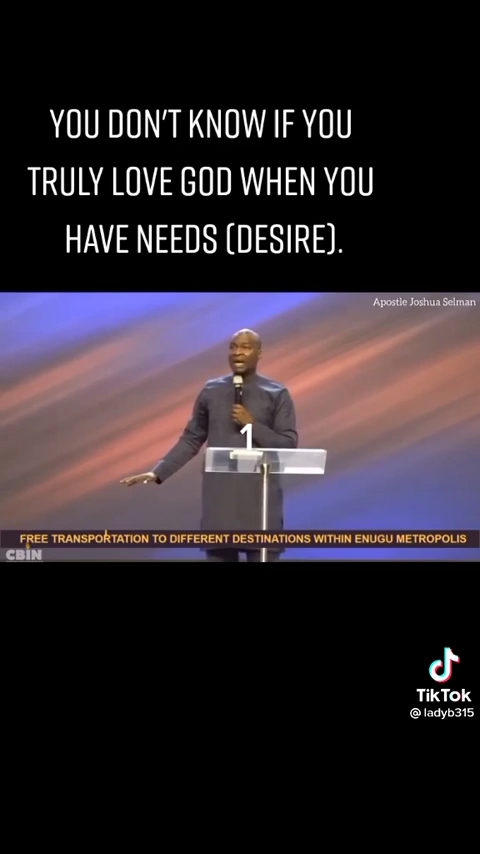 YOU DON'T KNOW IF YOU
TRULY LOVE GOD WHEN YOU
HAVE NEEDS (DESIRE).
Apostle Joshua Selman
1
FREE TRANSPORTATION TO DIFFERENT DESTINATIONS WITHIN ENUGU METROPOLIS
CBIN
TikTok
@ladyb315